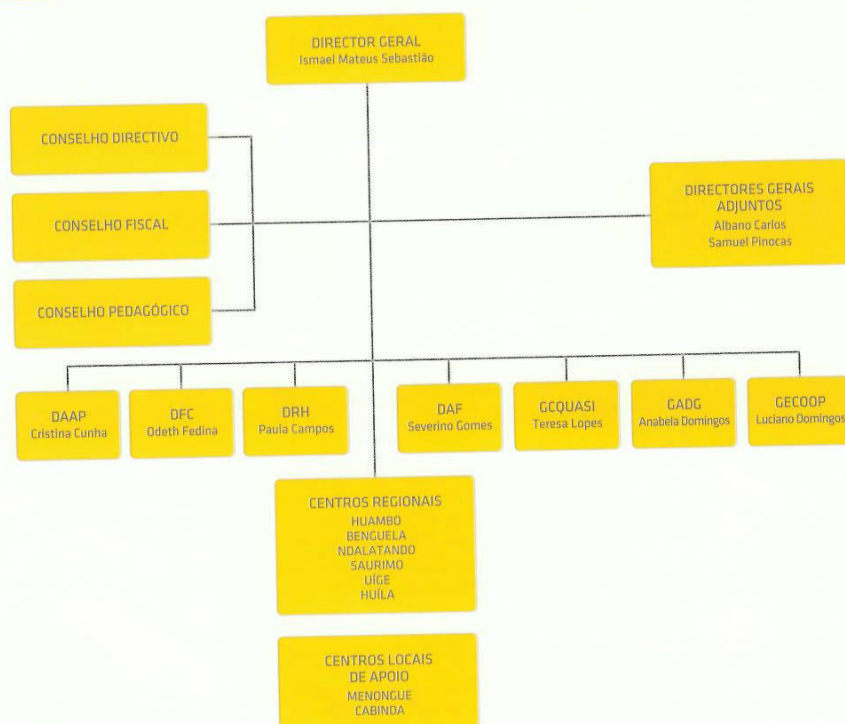 DIRECTOR GERAL
Ismael Mateus Sebastião
CONSELHO DIRECTIVO
CONSELHO FISCAL
CONSELHO PEDAGÓGICO
DIRECTORES GERAIS
ADJUNTOS
Albano Carlos
Samuel Pinocas
DAAP
Cristina Cunha
DFC
Odeth Fedina
DRH
Paula Campos
DAF
Severino Gomes
GCQUASI
Teresa Lopes
GADG
Anabela Domingos
GECOOP
Luciano Domingos
CENTROS REGIONAIS
HUAMBO
BENGUELA
NDALATANDO
SAURIMO
UÍGE
HUÍLA
CENTROS LOCAIS
DE APOIO
MENONGUE
CABINDA